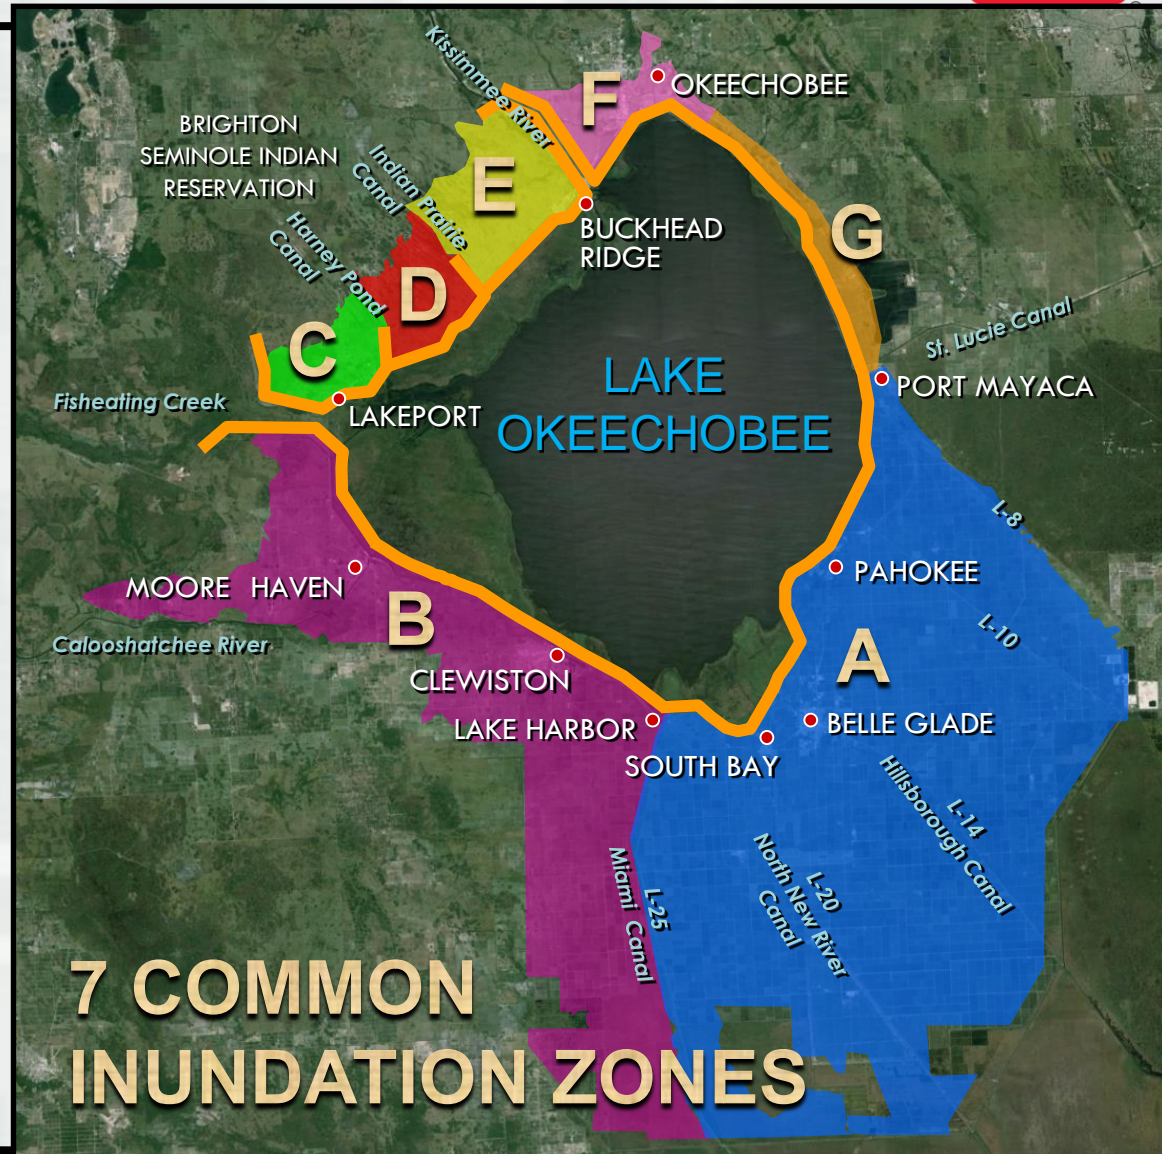 Kissimmee River
F
OKEECHOBEE
BRIGHTON
SEMINOLE INDIAN
RESERVATION
Indian Prairie
Canal
E
BUCKHEAD
RIDGE
G
Harney Pond
Canal
D
St. Lucie Canal
C
LAKE
OKEECHOBEE
PORT MAYACA
Fisheating Creek
LAKEPORT
L-8
MOORE HAVEN
PAHOKEE
B
L-10
Calooshatchee River
A
CLEWISTON
LAKE HARBOR
BELLE GLADE
SOUTH BAY
L-14
Hillsborough Canal
L-20
North New River
Canal
L-25
Miami Canal
7 COMMON
INUNDATION ZONES